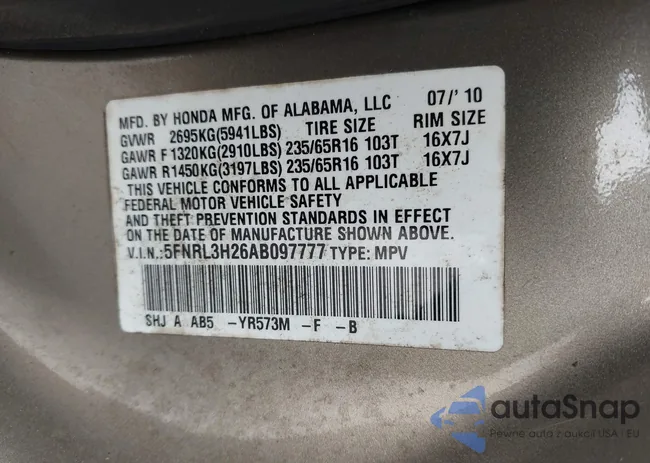 MFD. BY HONDA MFG. OF ALABAMA, LLC 07/'10
GVWR 2695KG(5941LBS) TIRE SIZE RIM SIZE
GAWR F 1320KG(2910LBS) 235/65R16 103T 16X7J
GAWR R1450KG(3197LBS) 235/65R16 103T 16X7J
THIS VEHICLE CONFORMS TO ALL APPLICABLE
FEDERAL MOTOR VEHICLE SAFETY
AND THEFT PREVENTION STANDARDS IN EFFECT
ON THE DATE OF MANUFACTURE SHOWN ABOVE.
V.I.N.: 5FNRL3H26AB097777 TYPE: MPV
SHJ A AB5 -YR573M -F -B
autaSnap
Pewne auta z aukcji USA · EU